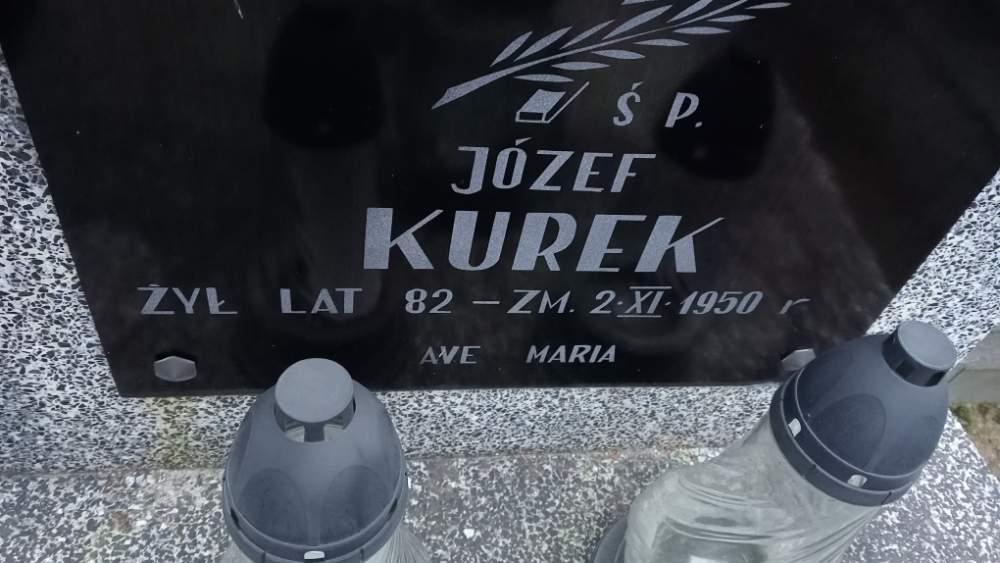 Ś P.
JÓZEF
KUREK
ŻYŁ LAT 82 – ZM. 2·XI·1950 r
AVE MARIA